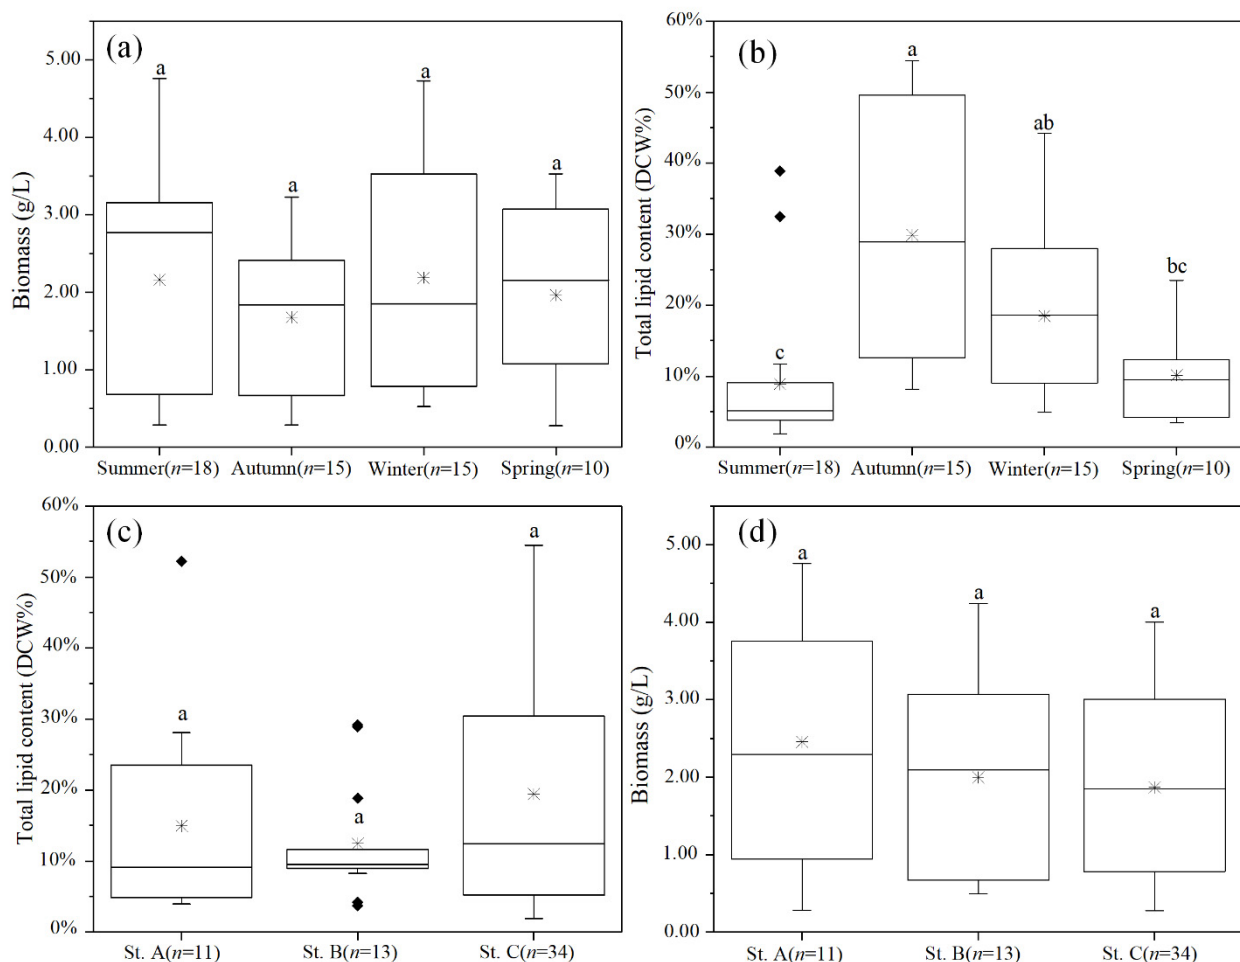 (a)
5.00
4.00
3.00
2.00
1.00
0.00
Biomass (g/L)
a
a
a
a
Summer(n=18)
Autumn(n=15)
Winter(n=15)
Spring(n=10)
(b)
60%
50%
40%
30%
20%
10%
0%
Total lipid content (DCW%)
c
a
ab
bc
Summer(n=18)
Autumn(n=15)
Winter(n=15)
Spring(n=10)
(c)
60%
50%
40%
30%
20%
10%
0%
Total lipid content (DCW%)
a
a
a
St. A(n=11)
St. B(n=13)
St. C(n=34)
(d)
5.00
4.00
3.00
2.00
1.00
0.00
Biomass (g/L)
a
a
a
St. A(n=11)
St. B(n=13)
St. C(n=34)